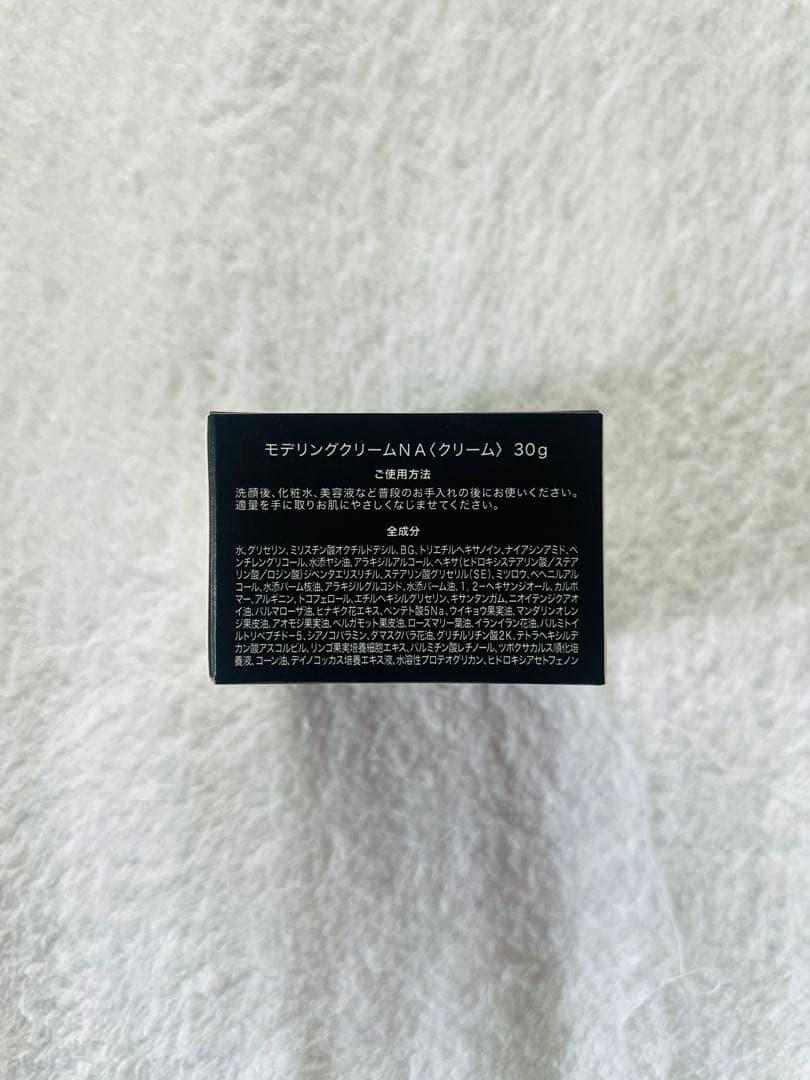 モデリングクリームNA〈クリーム〉 30g
ご使用方法
洗顔後、化粧水、美容液など普段のお手入れの後にお使いください。
適量を手に取りお肌にやさしくなじませてください。
全成分
水、グリセリン、ミリスチン酸オクチルドデシル、BG、トリエチルヘキサノイン、ナイアシンアミド、ペ
ンチレングリコール、水添ヤシ油、アラキジルアルコール、ヘキサ(ヒドロキシステアリン酸/ステア
リン酸/ロジン酸)ジペンタエリスリチル、ステアリン酸グリセリル(SE)、ミツロウ、ベヘニルアル
コール、水添パーム核油、アラキジルグルコシド、水添パーム油、1,2-ヘキサンジオール、カルボ
マー、アルギニン、トコフェロール、エチルヘキシルグリセリン、キサンタンガム、ニオイテンジクアオ
イ油、パルマローザ油、ヒナギク花エキス、ペンテト酸5Na、ウイキョウ果実油、マンダリンオレン
ジ果皮油、アオモジ果実油、ベルガモット果皮油、ローズマリー葉油、イランイラン花油、パルミトイ
ルトリペプチド-5、シアノコバラミン、ダマスクバラ花油、グリチルリチン酸2K、テトラヘキシルデ
カン酸アスコルビル、リンゴ果実培養細胞エキス、パルミチン酸レチノール、ツボクサカルス順化培
養液、コーン油、デイノコッカス培養エキス液、水溶性プロテオグリカン、ヒドロキシアセトフェノン